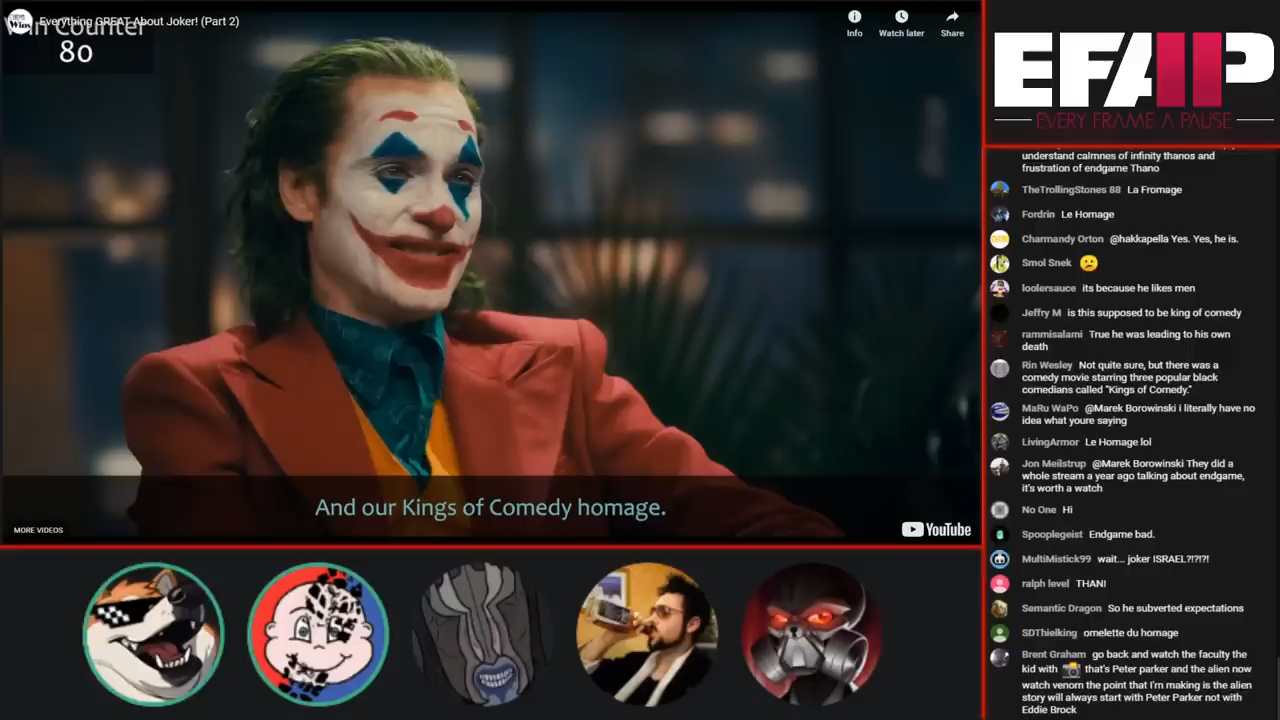 Everything GREAT About Joker! (Part 2)
Win Counter
80
Info
Watch later
Share
And our Kings of Comedy homage.
MORE VIDEOS
YouTube
EFAP
EVERY FRAME A PAUSE
understand calmnes of infinity thanos and
frustration of endgame Thano
TheTrollingStones 88 La Fromage
Fordrin Le Homage
Charmandy Orton @hakkapella Yes. Yes, he is.
Smol Snek 😕
loolersauce its because he likes men
Jeffry M is this supposed to be king of comedy
rammisalami True he was leading to his own
death
Rin Wesley Not quite sure, but there was a
comedy movie starring three popular black
comedians called "Kings of Comedy."
MaRu WaPo @Marek Borowinski i literally have no
idea what youre saying
LivingArmor Le Homage lol
Jon Meilstrup @Marek Borowinski They did a
whole stream a year ago talking about endgame,
it's worth a watch
No One Hi
Spooplegeist Endgame bad.
MultiMistick99 wait... joker ISRAEL?!?!?!
ralph level THAN!
Semantic Dragon So he subverted expectations
SDThielking omelette du homage
Brent Graham go back and watch the faculty the
kid with 📸 that's Peter parker and the alien now
watch venom the point that I'm making is the alien
story will always start with Peter Parker not with
Eddie Brock